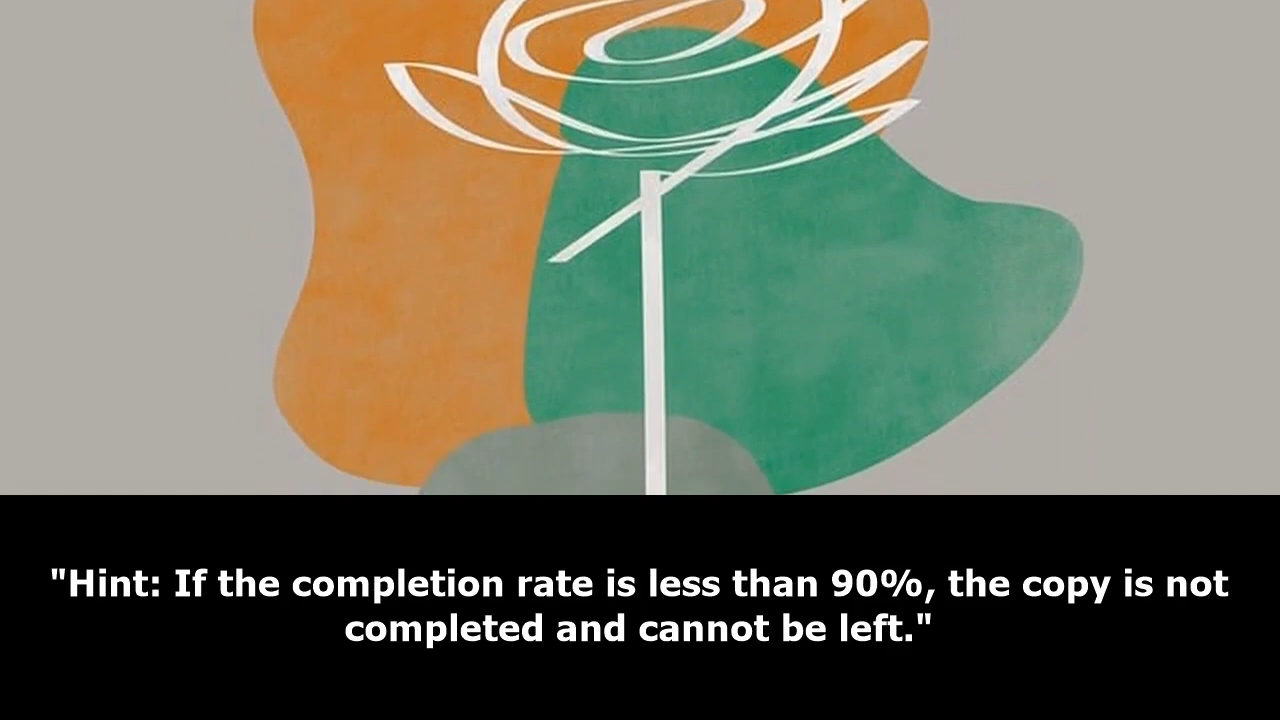 "Hint: If the completion rate is less than 90%, the copy is not
completed and cannot be left."